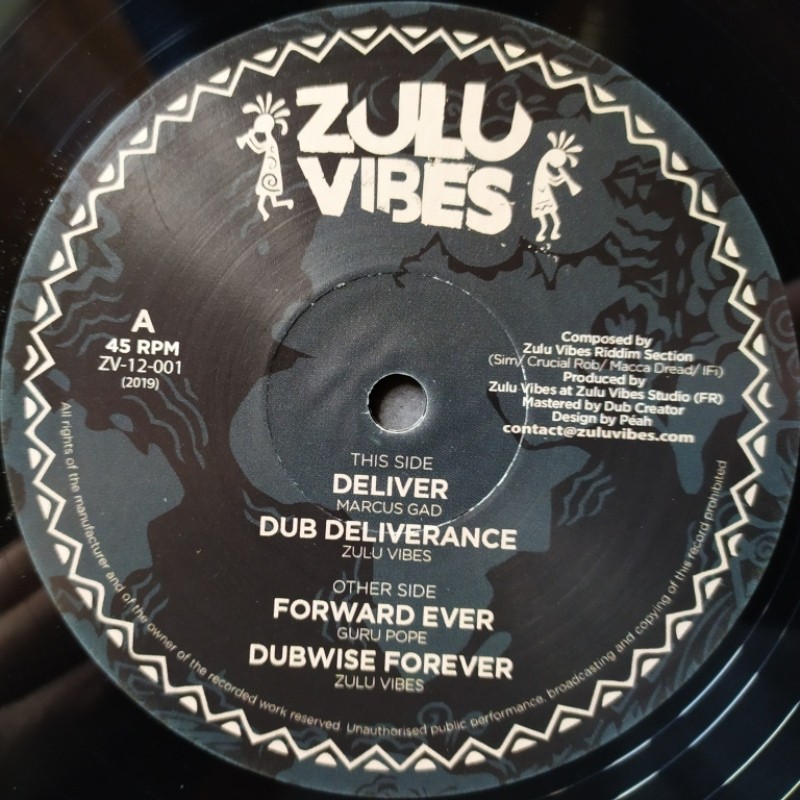 ZULU
VIBES
A
45 RPM
ZV-12-001
(2019)
Composed by
Zulu Vibes Riddim Section
(Sim/ Crucial Rob/ Macca Dread/ IFi)
Produced by
Zulu Vibes at Zulu Vibes Studio (FR)
Mastered by Dub Creator
Design by Péah
contact@zuluvibes.com
THIS SIDE
DELIVER
MARCUS GAD
DUB DELIVERANCE
ZULU VIBES
OTHER SIDE
FORWARD EVER
GURU POPE
DUBWISE FOREVER
ZULU VIBES
All rights of the manufacturer and of the owner of the recorded work reserved. Unauthorised public performance, broadcasting and copying of this record prohibited